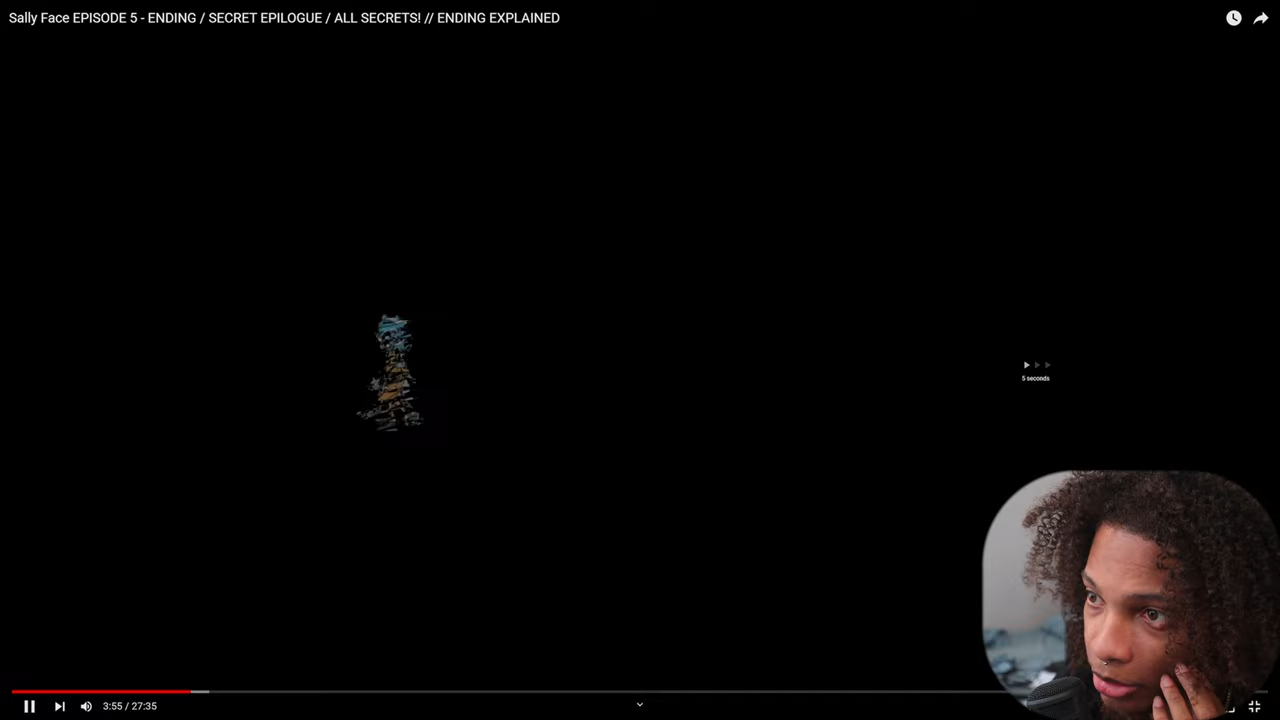 Sally Face EPISODE 5 - ENDING / SECRET EPILOGUE / ALL SECRETS! // ENDING EXPLAINED
5 seconds
3:55 / 27:35